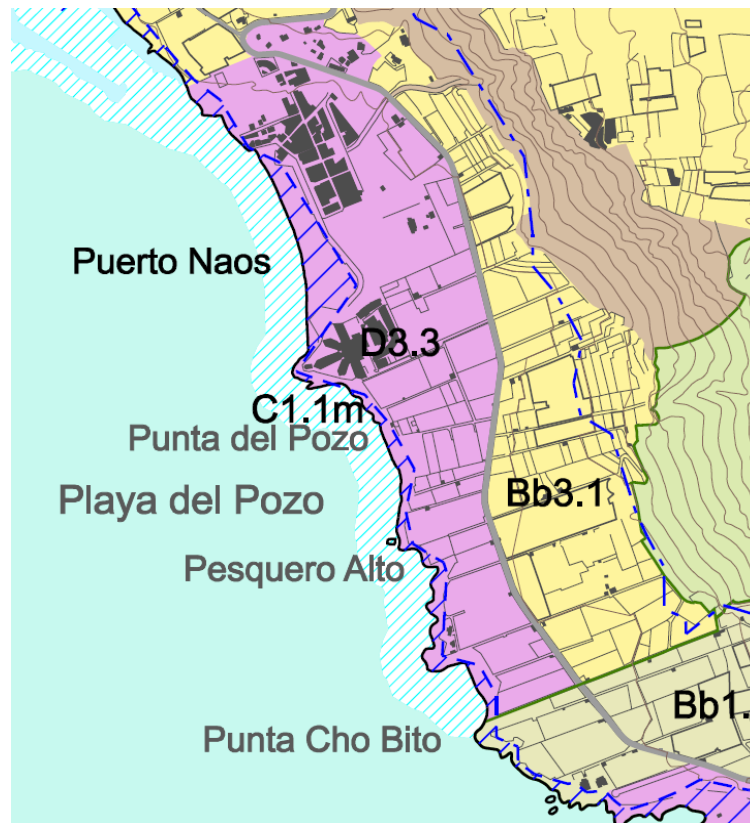 Puerto Naos
D3.3
C1.1m
Punta del Pozo
Playa del Pozo
Bb3.1
Pesquero Alto
Bb1.
Punta Cho Bito